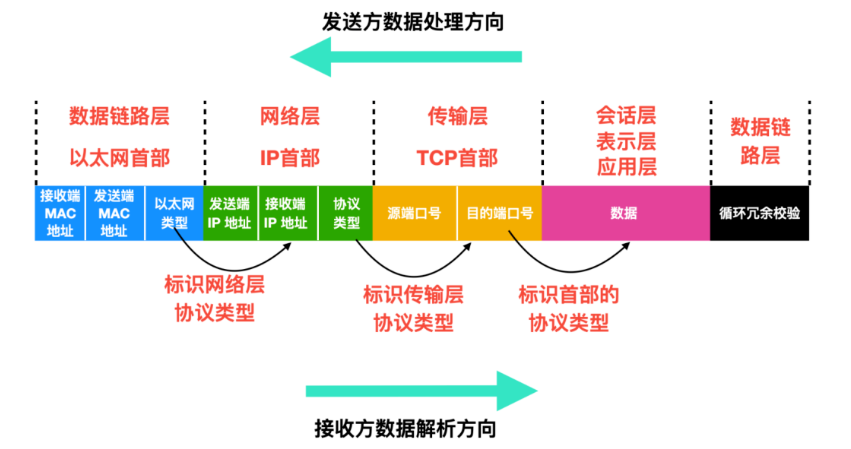 发送方数据处理方向
数据链路层
以太网首部
网络层
IP首部
传输层
TCP首部
会话层
表示层
应用层
数据链
路层
接收端
MAC
地址
发送端
MAC
地址
以太网
类型
发送端
IP 地址
接收端
IP 地址
协议
类型
源端口号
目的端口号
数据
循环冗余校验
标识网络层
协议类型
标识传输层
协议类型
标识首部的
协议类型
接收方数据解析方向